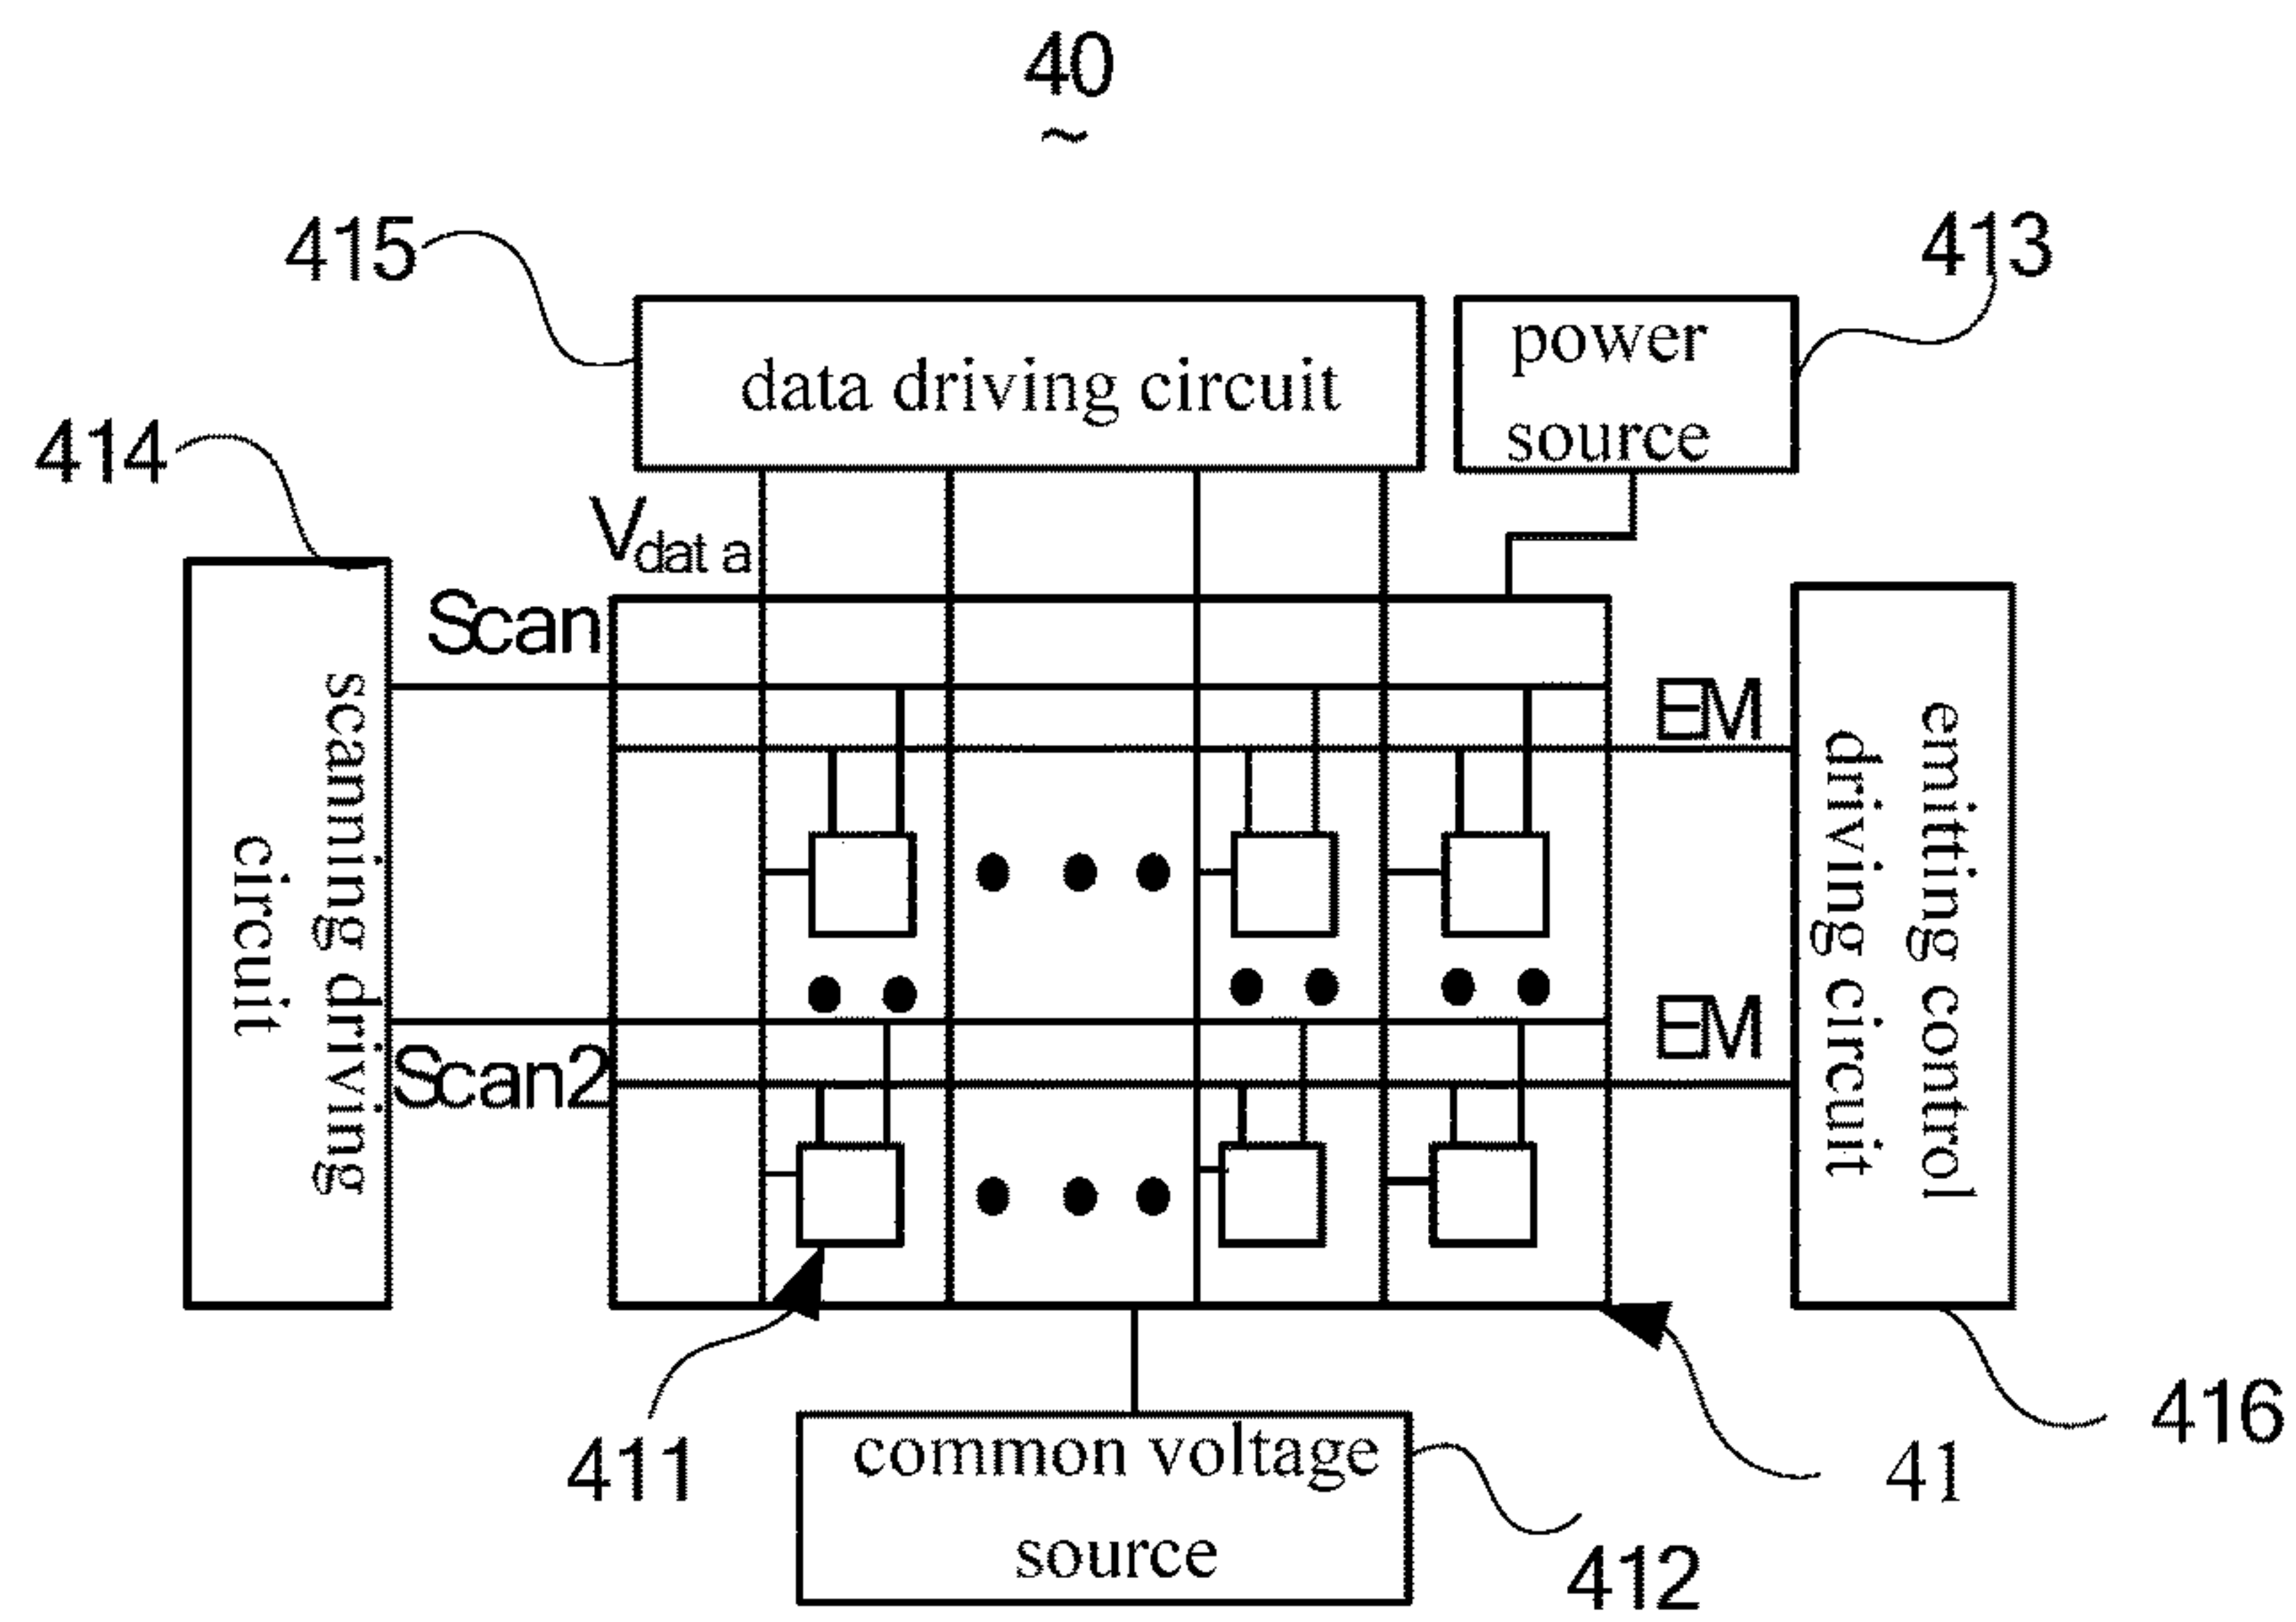 40
~
415
413
data driving circuit
power
source
414
Vdata
Scan
EM
scanning driving
circuit
emitting control
driving circuit
EM
Scan2
411
common voltage
source
412
41
416